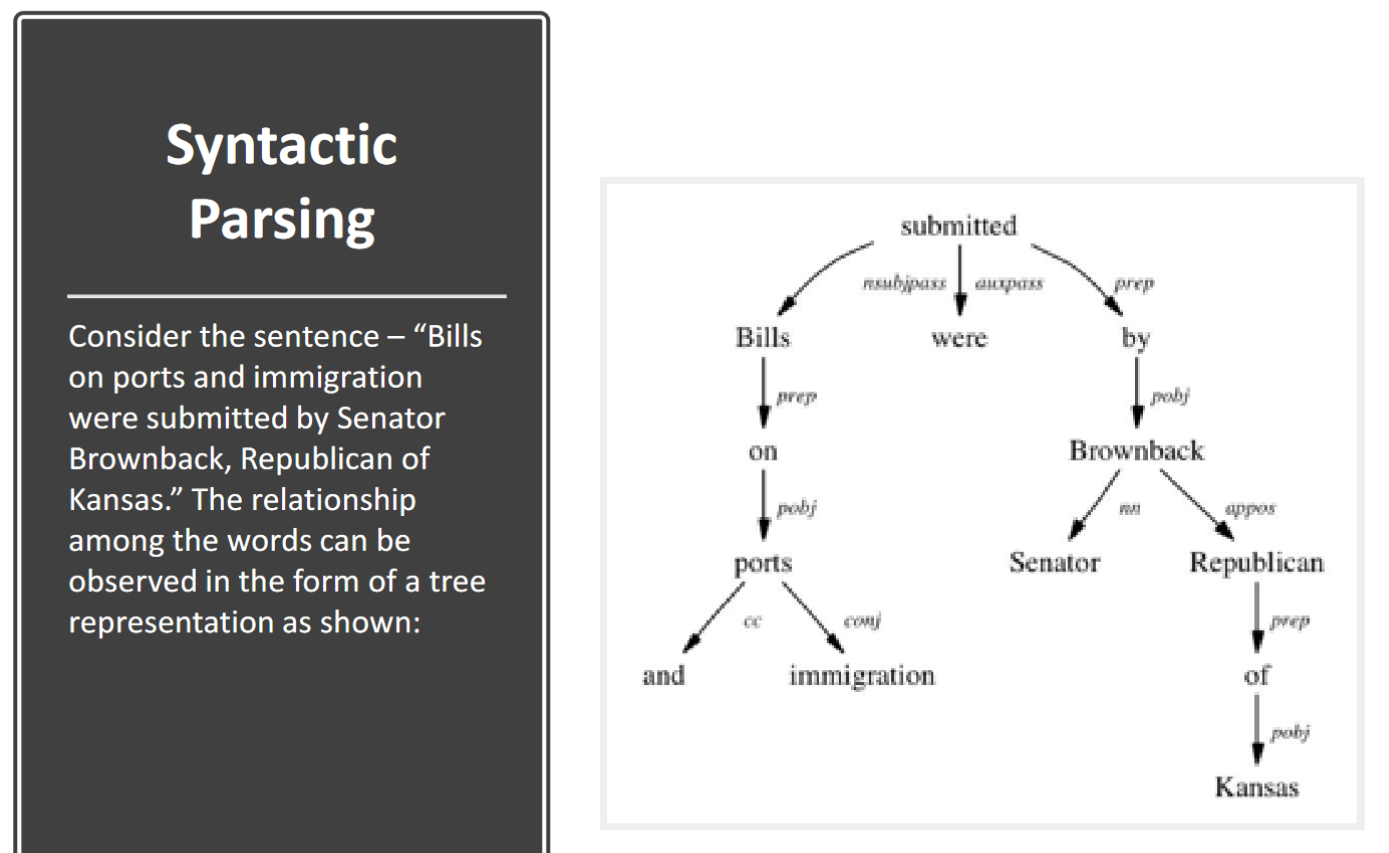 Syntactic
Parsing
Consider the sentence – “Bills
on ports and immigration
were submitted by Senator
Brownback, Republican of
Kansas.” The relationship
among the words can be
observed in the form of a tree
representation as shown:
submitted
nsubjpass auxpass prep
Bills were by
prep pobj
on Brownback
pobj nn appos
ports Senator Republican
cc conj prep
and immigration of
pobj
Kansas